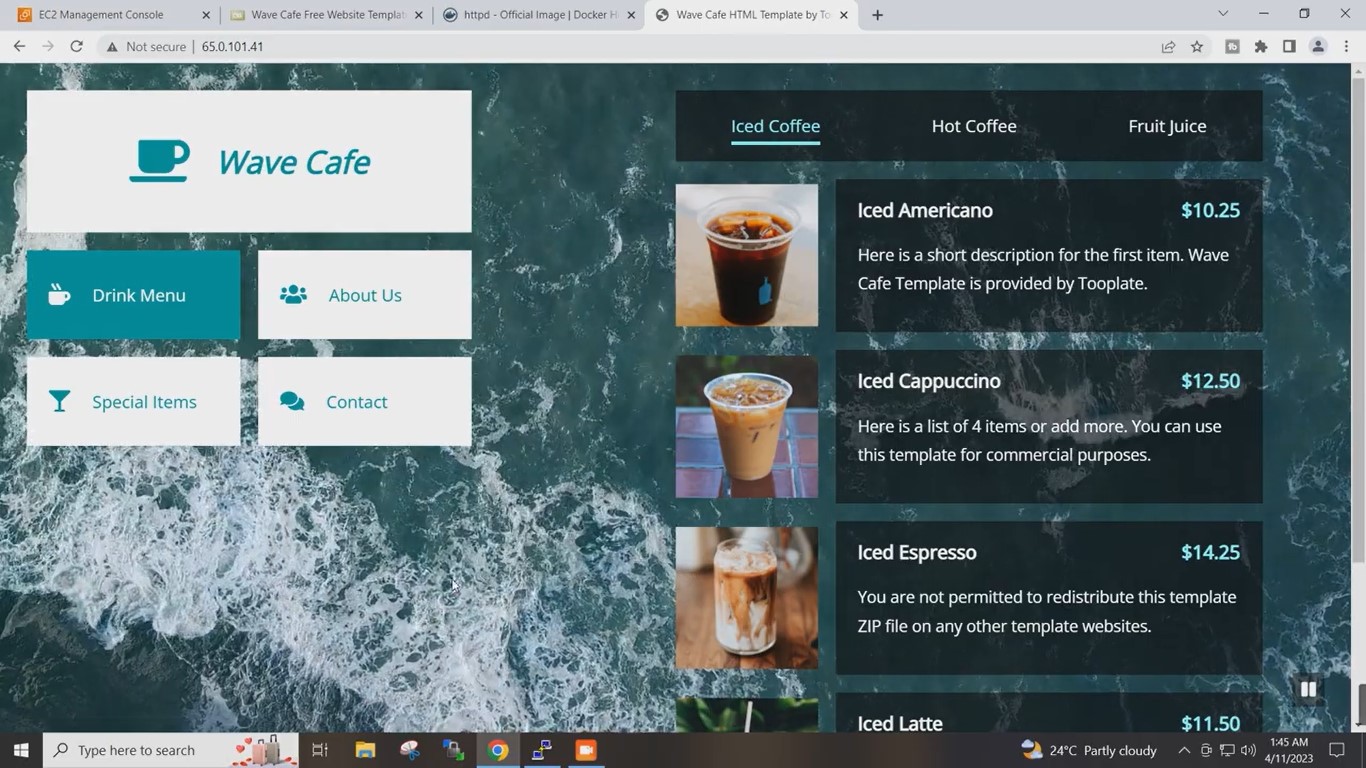 EC2 Management Console
Wave Cafe Free Website Templat
httpd - Official Image | Docker H
Wave Cafe HTML Template by To
Not secure
65.0.101.41
Wave Cafe
Drink Menu
About Us
Special Items
Contact
Iced Coffee
Hot Coffee
Fruit Juice
Iced Americano
$10.25
Here is a short description for the first item. Wave
Cafe Template is provided by Tooplate.
Iced Cappuccino
$12.50
Here is a list of 4 items or add more. You can use
this template for commercial purposes.
Iced Espresso
$14.25
You are not permitted to redistribute this template
ZIP file on any other template websites.
Iced Latte
$11.50
Type here to search
24°C Partly cloudy
1:45 AM
4/11/2023